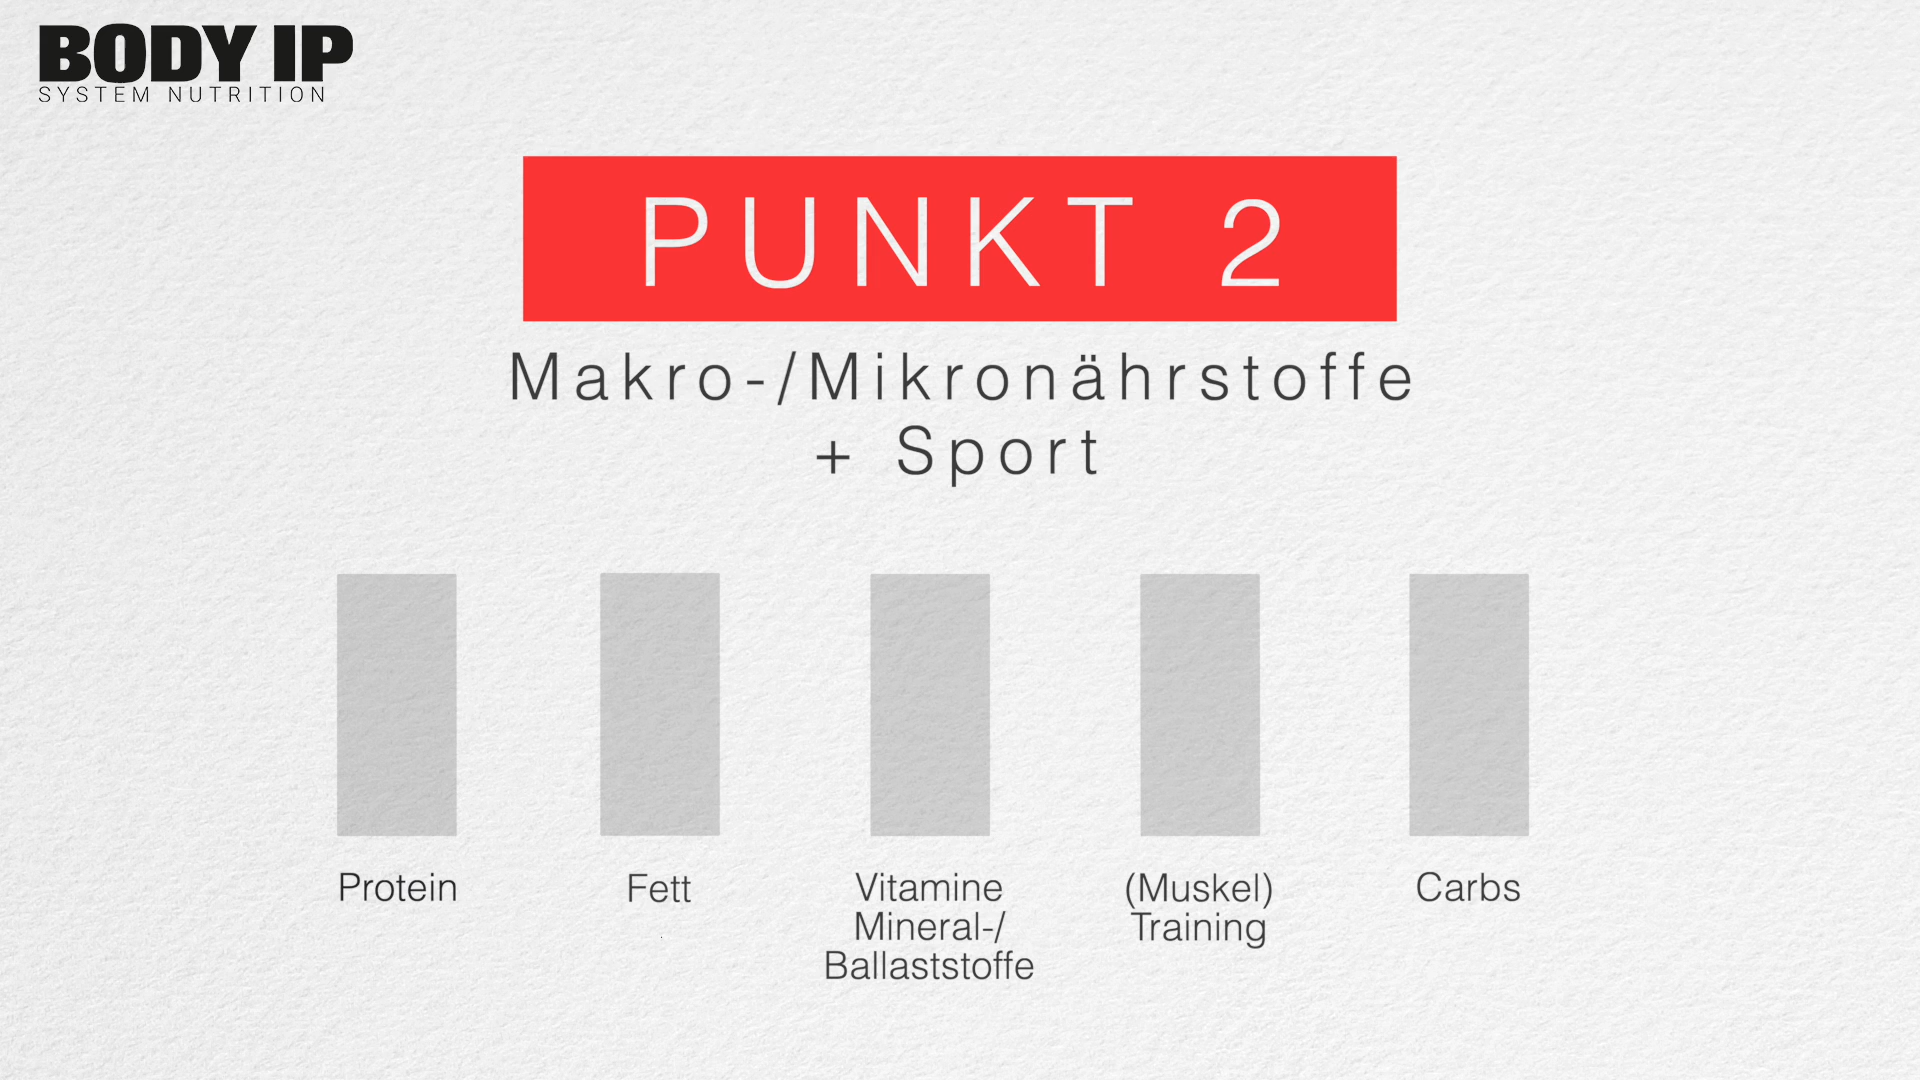 BODY IP
SYSTEM NUTRITION
PUNKT 2
Makro-/Mikronährstoffe
+ Sport
Protein
Fett
Vitamine
Mineral-/
Ballaststoffe
(Muskel)
Training
Carbs